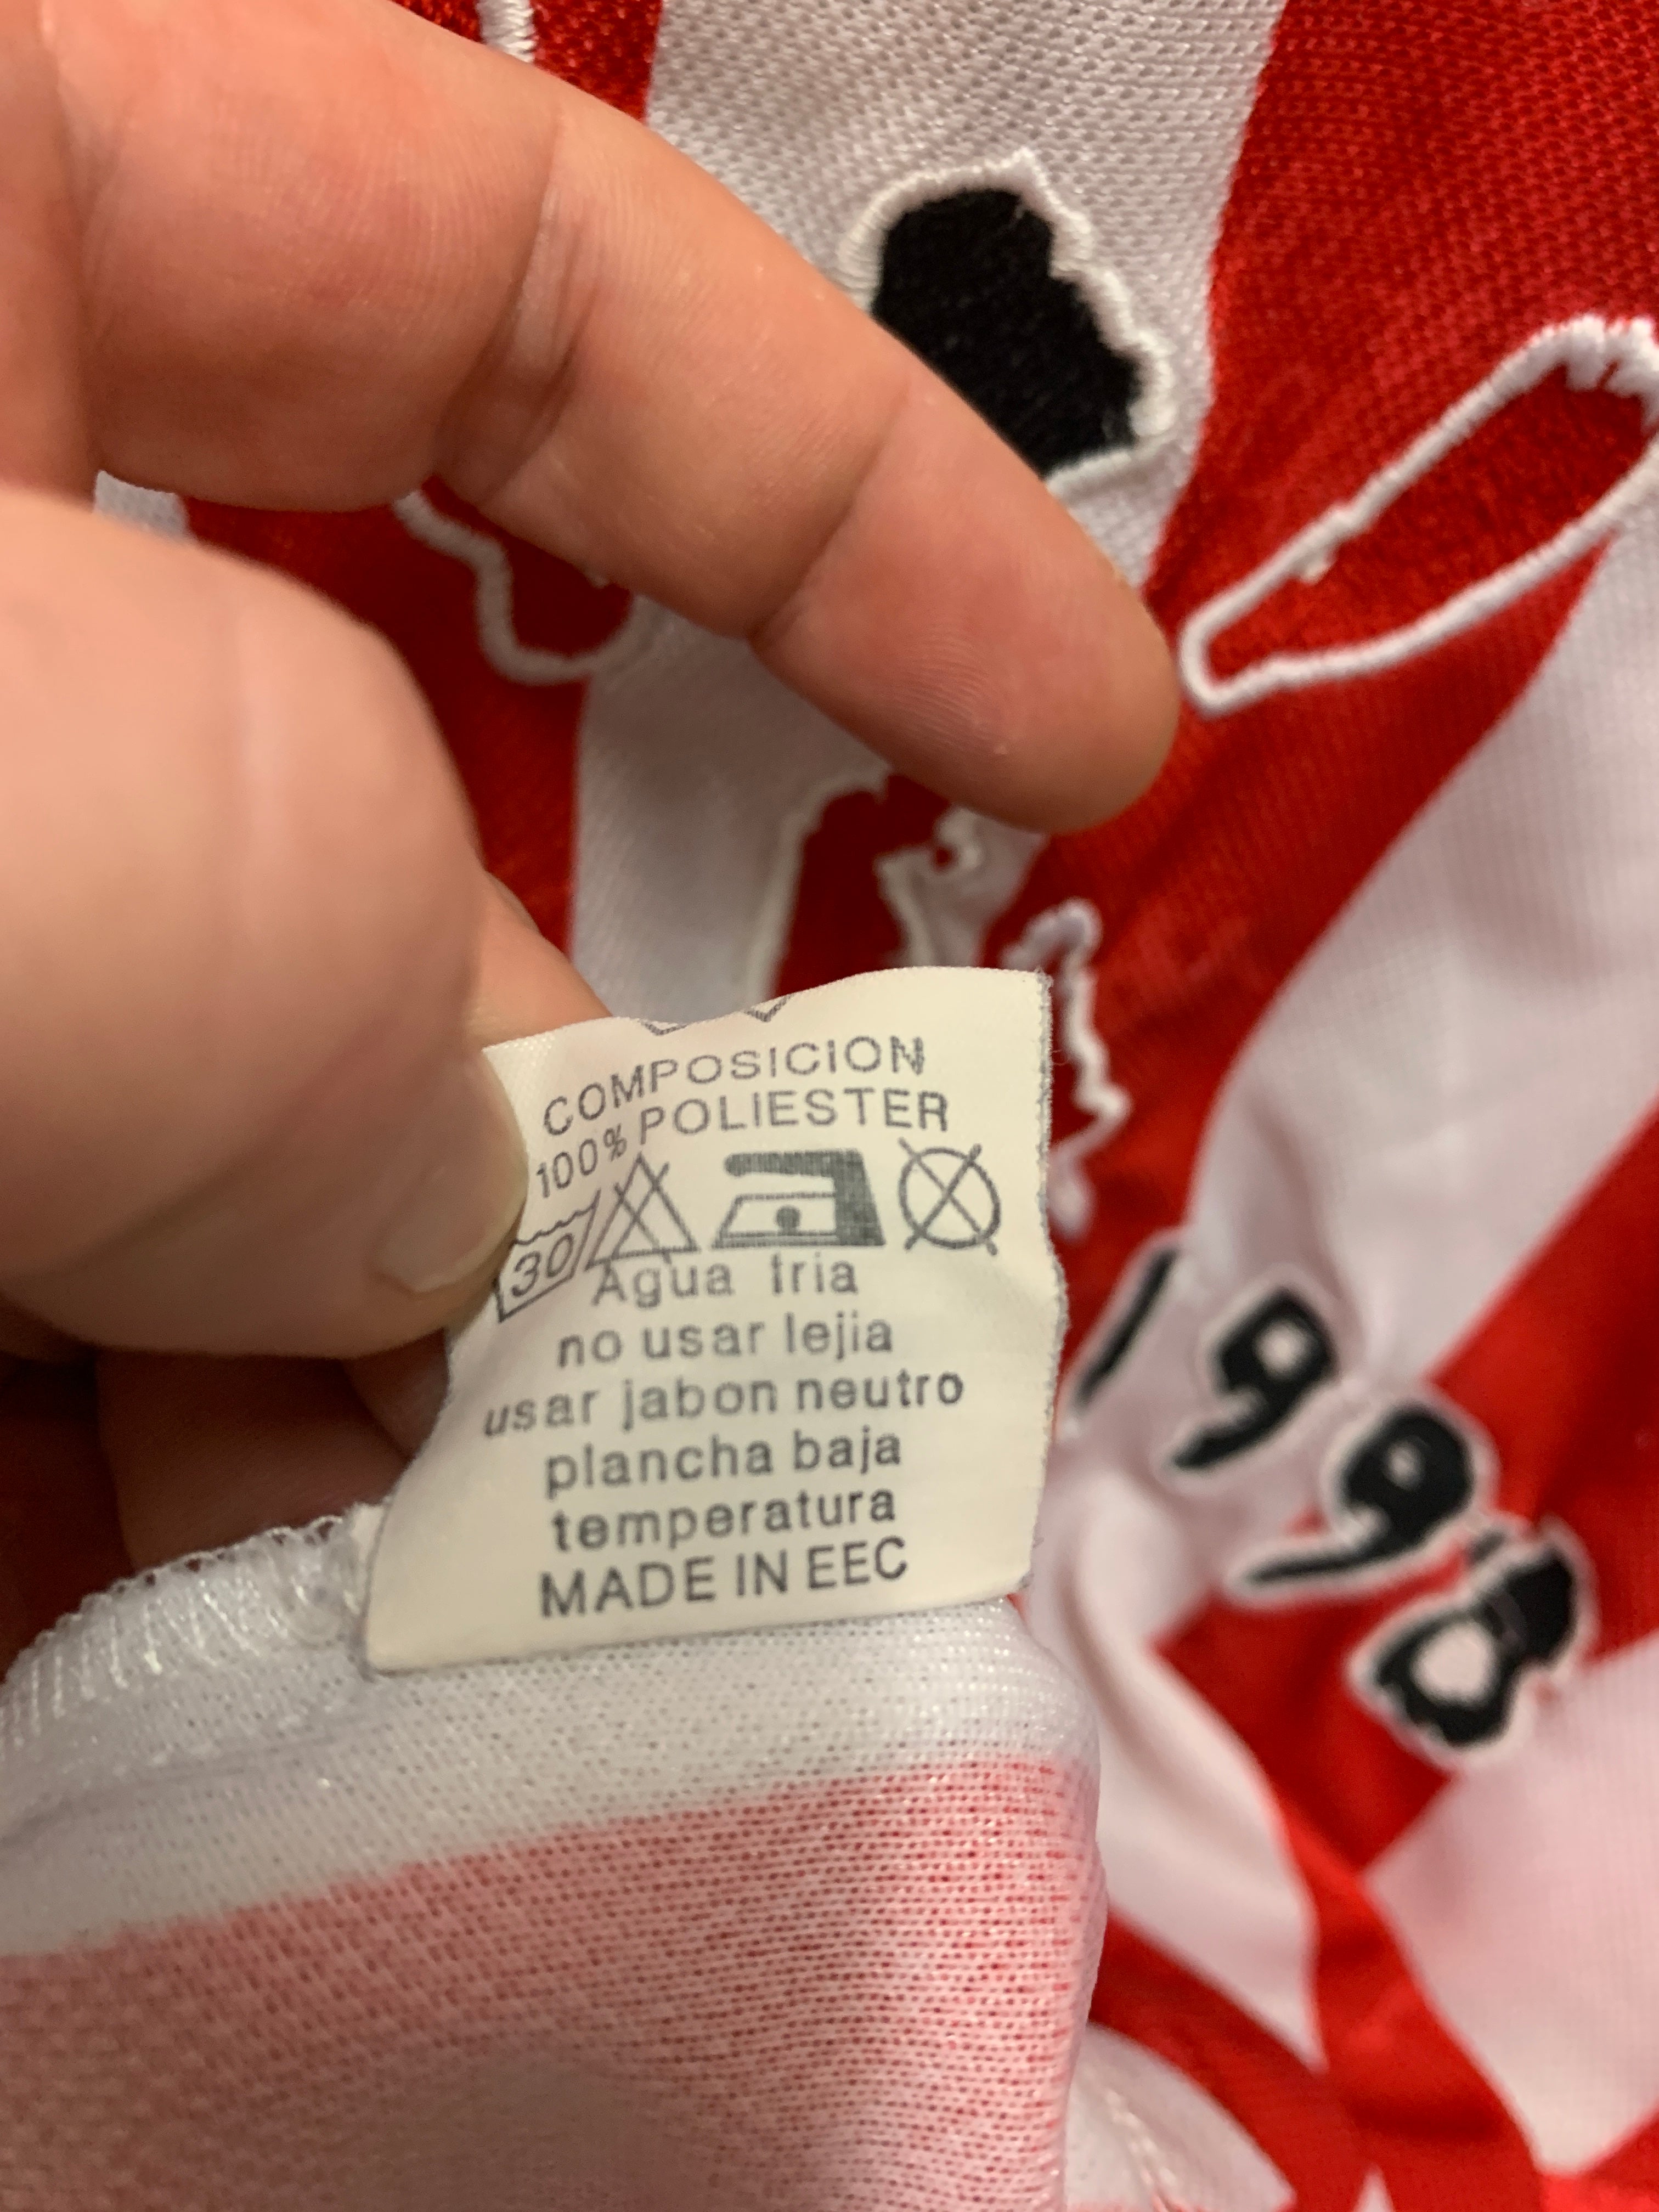 COMPOSICION
100% POLIESTER
30
Agua fria
no usar lejia
usar jabon neutro
plancha baja
temperatura
MADE IN EEC
1998